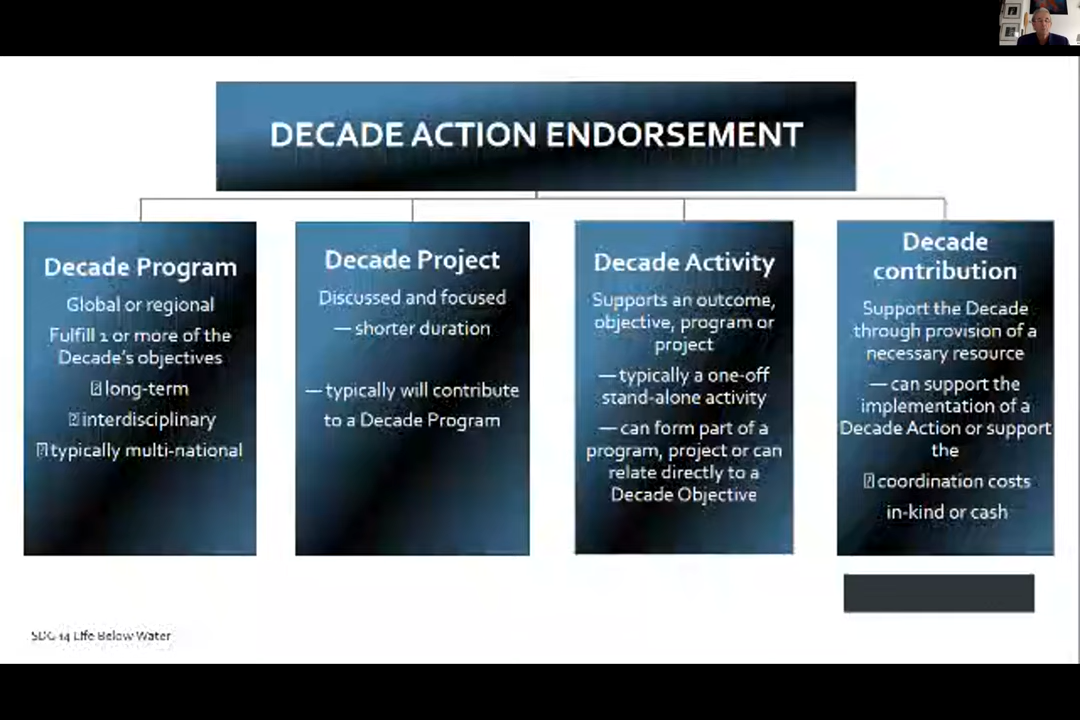 DECADE ACTION ENDORSEMENT
Decade Program
Global or regional
Fulfill 1 or more of the
Decade's objectives
long-term
interdisciplinary
typically multi-national
Decade Project
Discussed and focused
— shorter duration
— typically will contribute
to a Decade Program
Decade Activity
Supports an outcome,
objective, program or
project
—typically a one-off
stand-alone activity
—can form part of a
program, project or can
relate directly to a
Decade Objective
Decade
contribution
Support the Decade
through provision of a
necessary resource
— can support the
implementation of a
Decade Action or support
the
coordination costs
in-kind or cash
SDG 14 Life Below Water